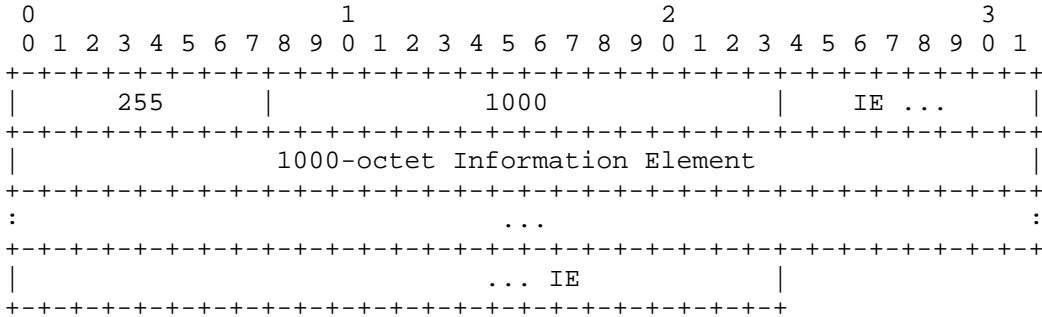 0                   1                   2                   3
 0 1 2 3 4 5 6 7 8 9 0 1 2 3 4 5 6 7 8 9 0 1 2 3 4 5 6 7 8 9 0 1
+-+-+-+-+-+-+-+-+-+-+-+-+-+-+-+-+-+-+-+-+-+-+-+-+-+-+-+-+-+-+-+-+
|      255      |             1000              |    IE ...     |
+-+-+-+-+-+-+-+-+-+-+-+-+-+-+-+-+-+-+-+-+-+-+-+-+-+-+-+-+-+-+-+-+
|                1000-octet Information Element                 |
+-+-+-+-+-+-+-+-+-+-+-+-+-+-+-+-+-+-+-+-+-+-+-+-+-+-+-+-+-+-+-+-+
:                              ...                              :
+-+-+-+-+-+-+-+-+-+-+-+-+-+-+-+-+-+-+-+-+-+-+-+-+-+-+-+-+-+-+-+-+
|                             ... IE            |
+-+-+-+-+-+-+-+-+-+-+-+-+-+-+-+-+-+-+-+-+-+-+-+-+